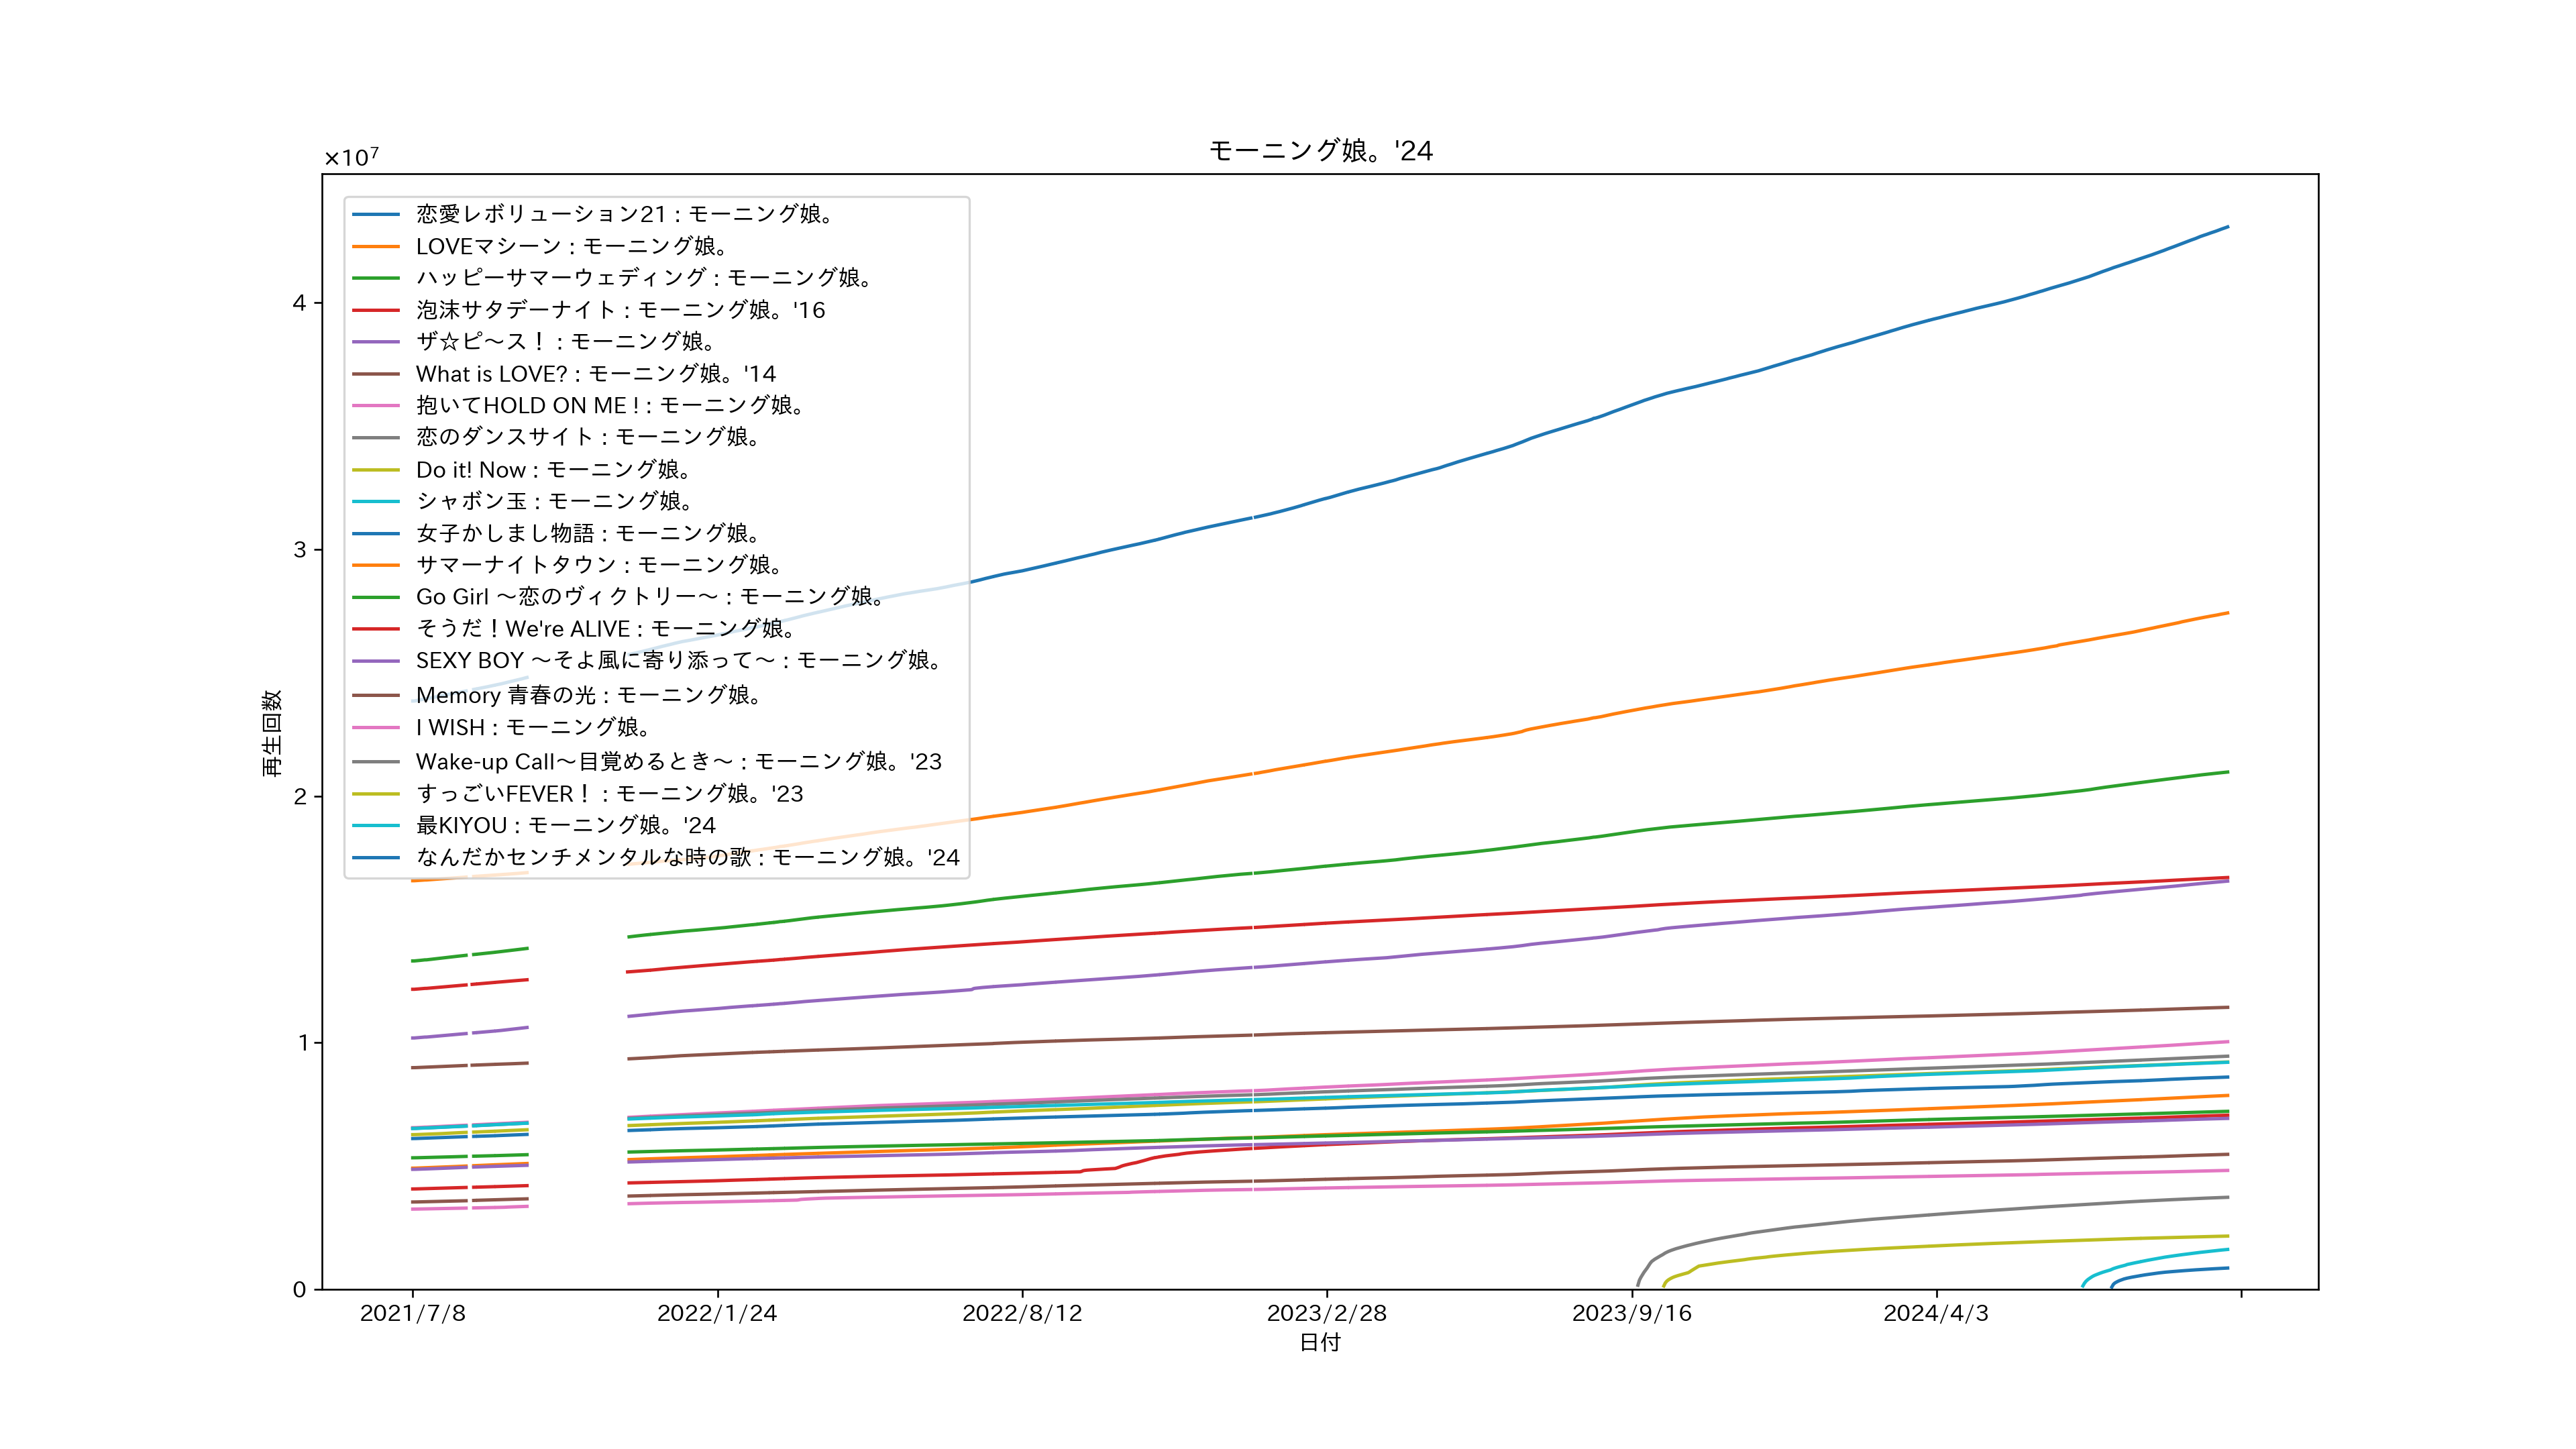 モーニング娘。'24
×10⁷
4
3
2
1
0
再生回数
恋愛レボリューション21 : モーニング娘。
LOVEマシーン : モーニング娘。
ハッピーサマーウェディング : モーニング娘。
泡沫サタデーナイト : モーニング娘。'16
ザ☆ピ〜ス！ : モーニング娘。
What is LOVE? : モーニング娘。'14
抱いてHOLD ON ME ! : モーニング娘。
恋のダンスサイト : モーニング娘。
Do it! Now : モーニング娘。
シャボン玉 : モーニング娘。
女子かしまし物語 : モーニング娘。
サマーナイトタウン : モーニング娘。
Go Girl 〜恋のヴィクトリー〜 : モーニング娘。
そうだ！We're ALIVE : モーニング娘。
SEXY BOY 〜そよ風に寄り添って〜 : モーニング娘。
Memory 青春の光 : モーニング娘。
I WISH : モーニング娘。
Wake-up Call〜目覚めるとき〜 : モーニング娘。'23
すっごいFEVER！ : モーニング娘。'23
最KIYOU : モーニング娘。'24
なんだかセンチメンタルな時の歌 : モーニング娘。'24
2021/7/8
2022/1/24
2022/8/12
2023/2/28
2023/9/16
2024/4/3
日付